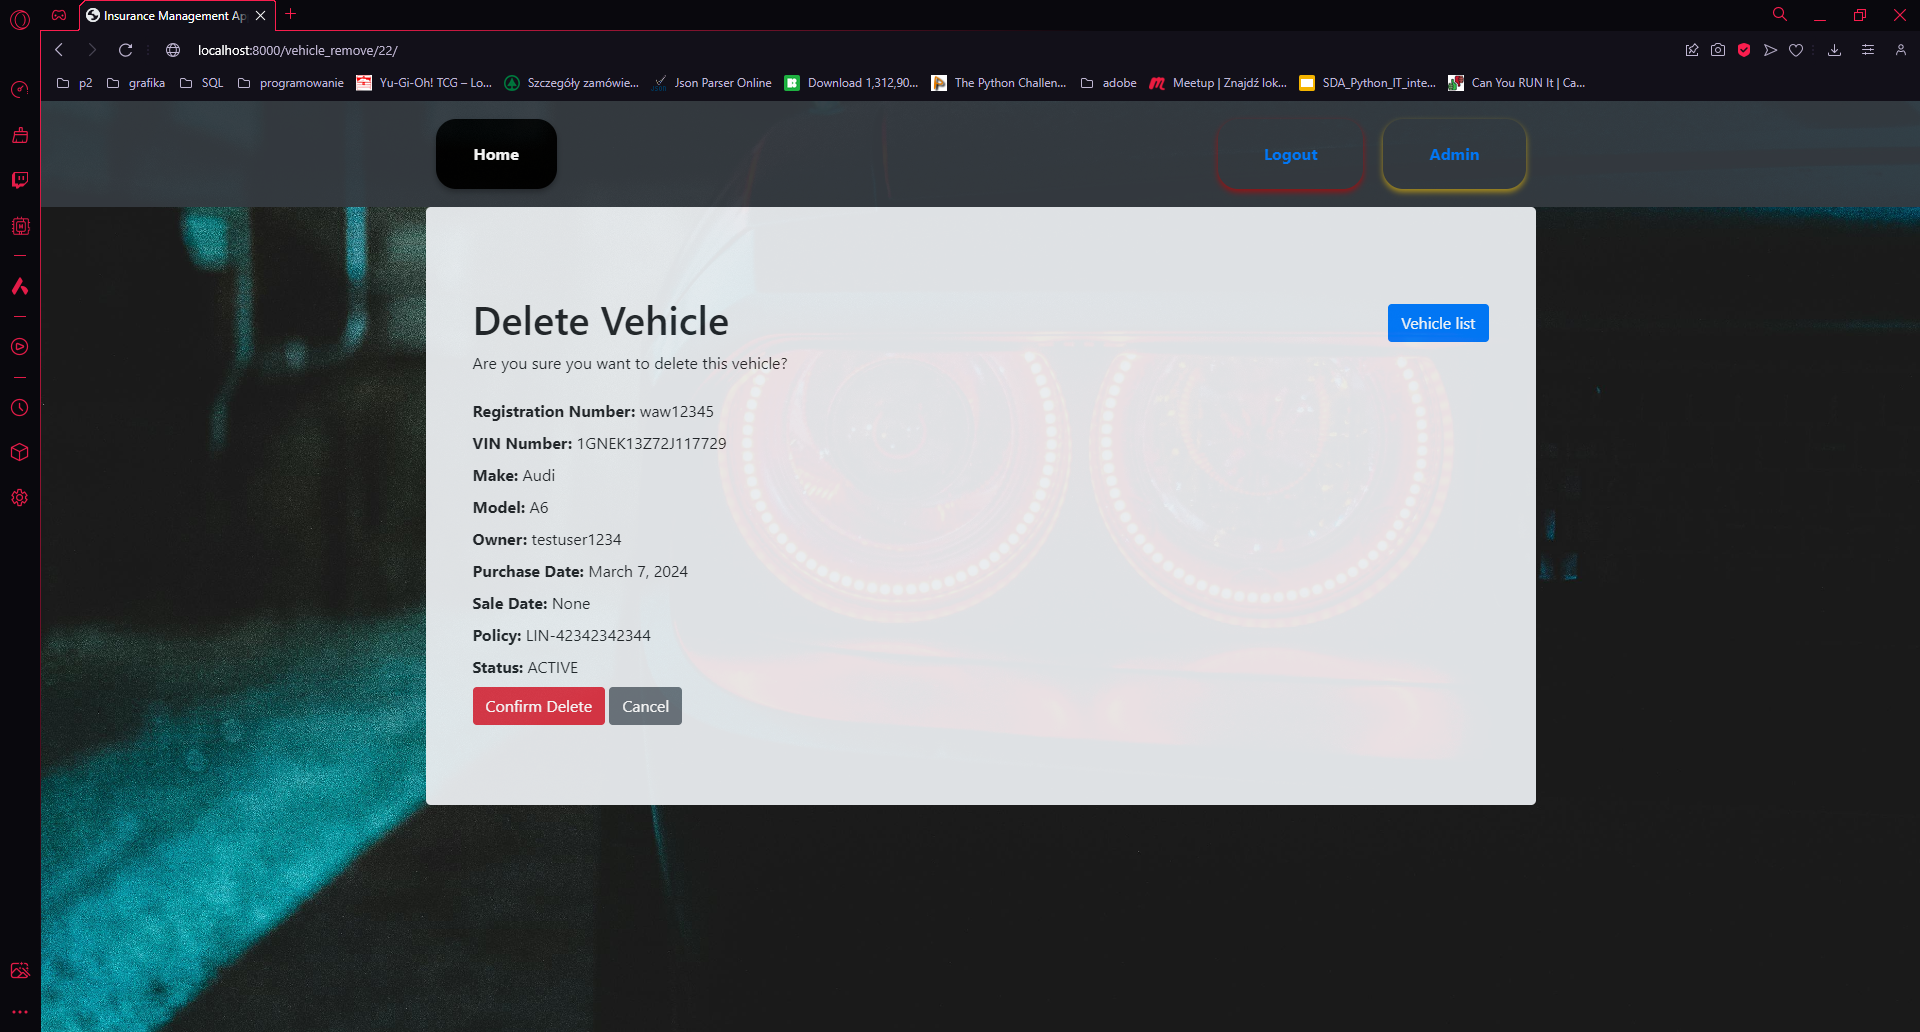 Insurance Management Ap
localhost:8000/vehicle_remove/22/
p2
grafika
SQL
programowanie
Yu-Gi-Oh! TCG – Lo...
Szczegóły zamówie...
Json Parser Online
Download 1,312,90...
The Python Challen...
adobe
Meetup | Znajdź lok...
SDA_Python_IT_inte...
Can You RUN It | Ca...
Home
Logout
Admin
Delete Vehicle
Vehicle list
Are you sure you want to delete this vehicle?
Registration Number: waw12345
VIN Number: 1GNEK13Z72J117729
Make: Audi
Model: A6
Owner: testuser1234
Purchase Date: March 7, 2024
Sale Date: None
Policy: LIN-42342342344
Status: ACTIVE
Confirm Delete
Cancel